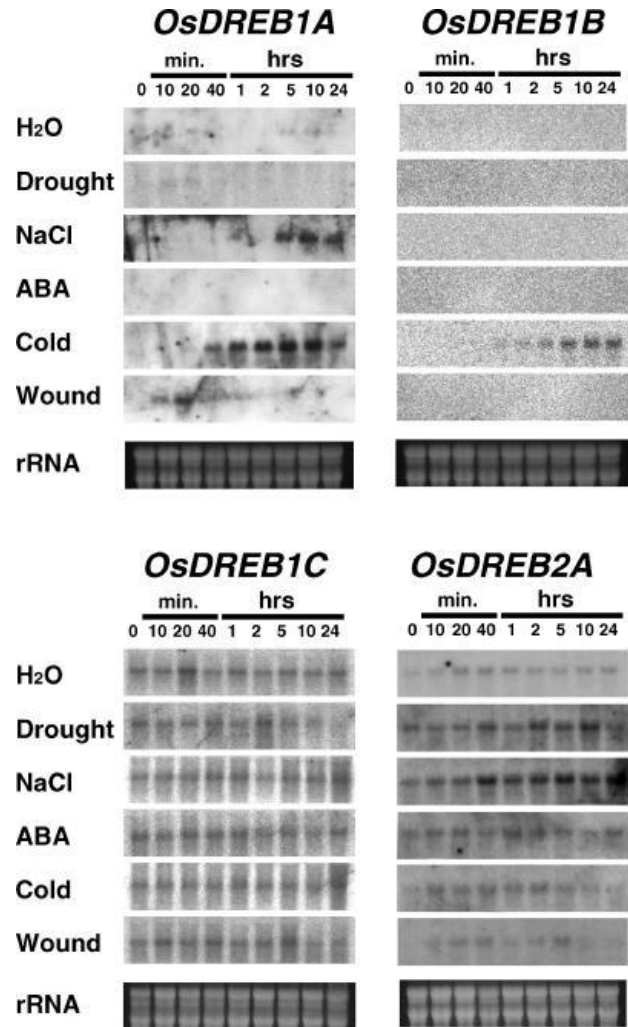 OsDREB1A OsDREB1B
min. hrs min. hrs
0 10 20 40 1 2 5 10 24 0 10 20 40 1 2 5 10 24
H₂O
Drought
NaCl
ABA
Cold
Wound
rRNA
OsDREB1C OsDREB2A
min. hrs min. hrs
0 10 20 40 1 2 5 10 24 0 10 20 40 1 2 5 10 24
H₂O
Drought
NaCl
ABA
Cold
Wound
rRNA